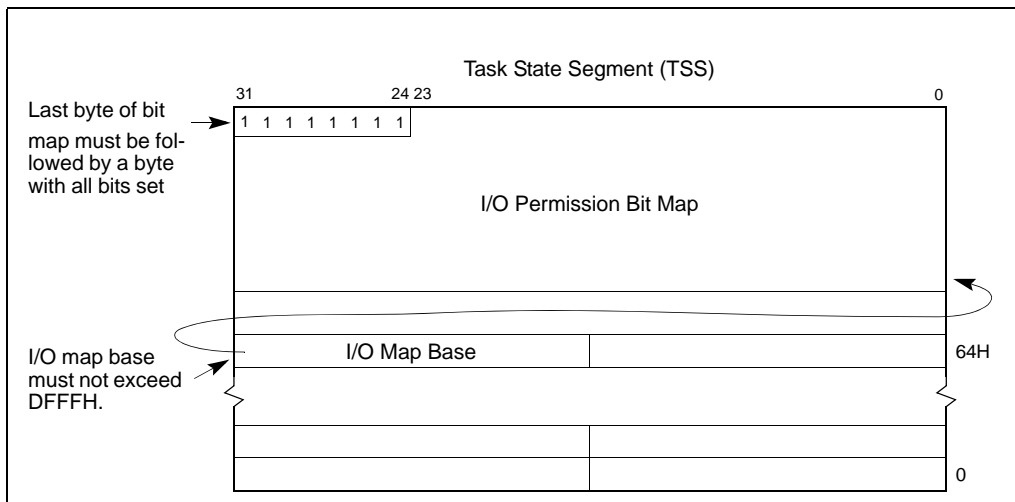 Task State Segment (TSS)
31 24 23 0
Last byte of bit
map must be fol-
lowed by a byte
with all bits set
1 1 1 1 1 1 1 1
I/O Permission Bit Map
I/O map base
must not exceed
DFFFH.
I/O Map Base
64H
0